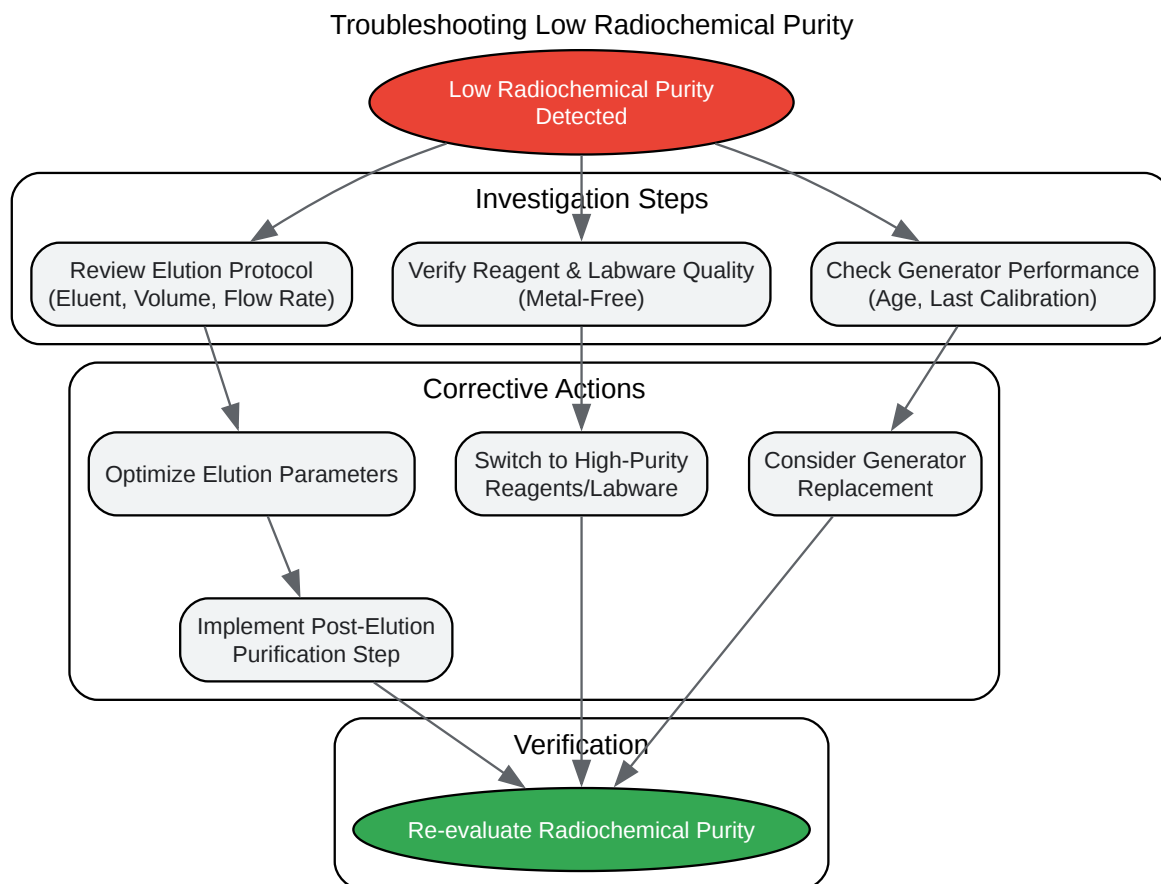 Troubleshooting Low Radiochemical Purity
Low Radiochemical Purity
Detected
Investigation Steps
Review Elution Protocol
(Eluent, Volume, Flow Rate)
Verify Reagent & Labware Quality
(Metal-Free)
Check Generator Performance
(Age, Last Calibration)
Corrective Actions
Optimize Elution Parameters
Switch to High-Purity
Reagents/Labware
Consider Generator
Replacement
Implement Post-Elution
Purification Step
Verification
Re-evaluate Radiochemical Purity